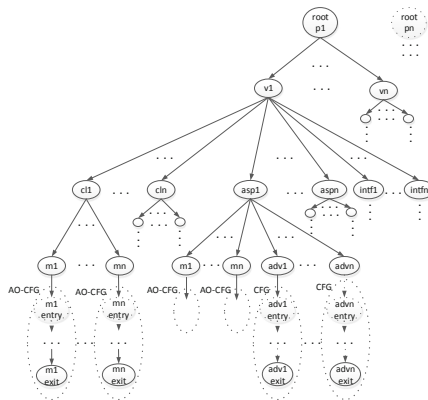 root
p1
root
pn
. . .
. . .
. . .
v1
. . .
vn
. . .
. . .
. . .
cl1
. . .
cln
asp1
. . .
aspn
intf1
. . .
intfn
. . .
. . .
m1
. . .
mn
m1
. . .
mn
adv1
. . .
advn
AO-CFG
AO-CFG
AO-CFG
AO-CFG
CFG
CFG
m1
entry
mn
entry
adv1
entry
advn
entry
. . .
. . .
. . .
. . .
. . .
. . .
m1
exit
mn
exit
adv1
exit
advn
exit